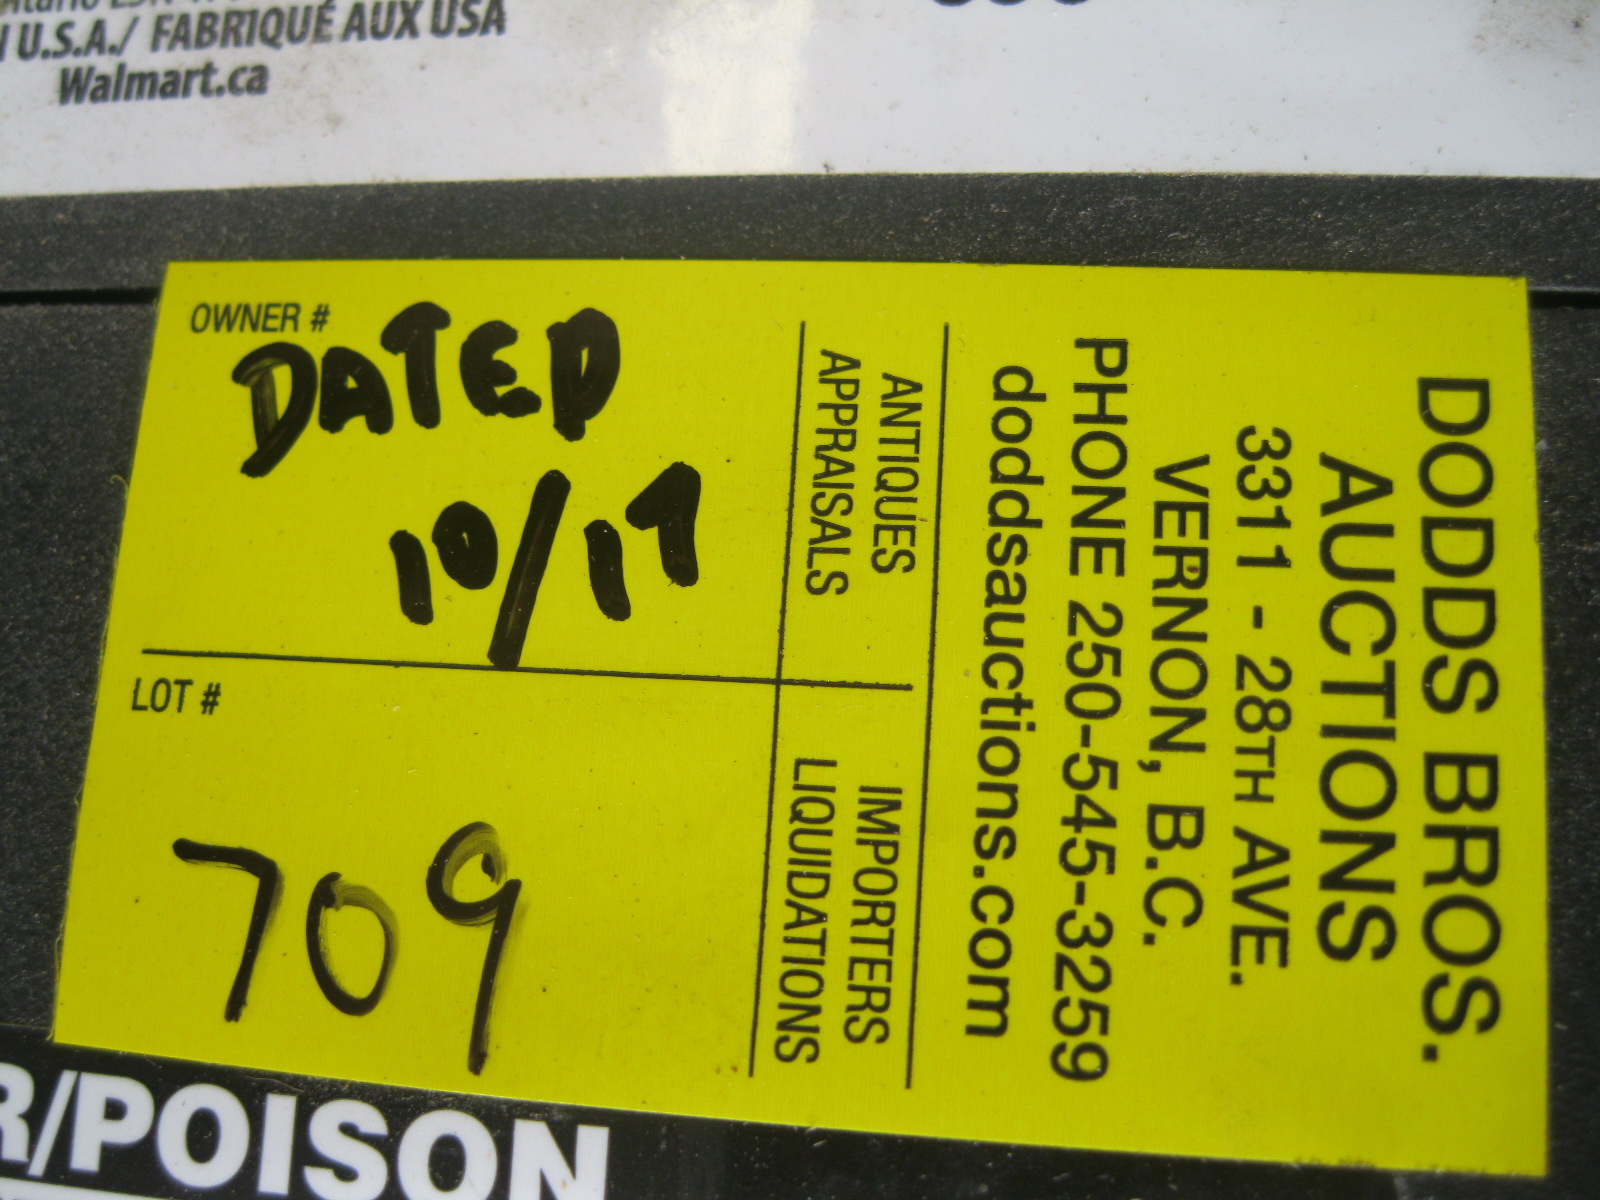 U.S.A./ FABRIQUÉ AUX USA
Walmart.ca
OWNER #
DATED
10/17
LOT #
709
ANTIQUES
APPRAISALS
IMPORTERS
LIQUIDATIONS
DODDS BROS.
AUCTIONS
3311 - 28TH AVE.
VERNON, B.C.
PHONE 250-545-3259
doddsauctions.com
/POISON